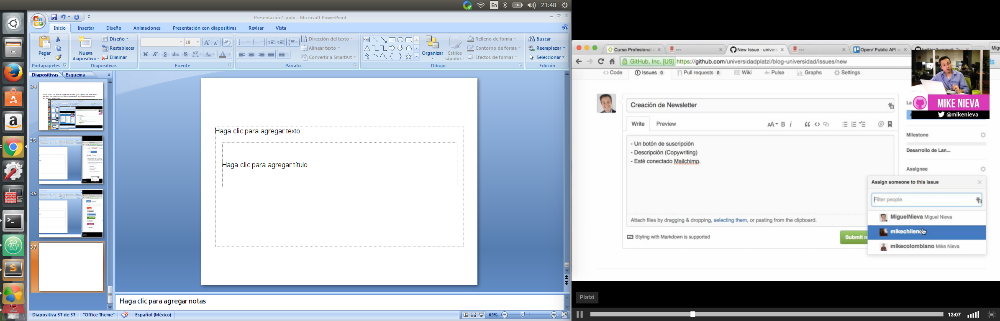 En
21:48
Presentación1.pptx - Microsoft PowerPoint
Inicio
Insertar
Diseño
Animaciones
Presentación con diapositivas
Revisar
Vista
Pegar
Portapapeles
Nueva
diapositiva
Diseño
Restablecer
Eliminar
Diapositivas
18
Fuente
Dirección del texto
Alinear texto
Convertir a SmartArt
Párrafo
Organizar
Estilos
rápidos
Relleno de forma
Contorno de forma
Efectos de formas
Dibujo
Buscar
Reemplazar
Seleccionar
Edición
Diapositivas
Esquema
34
35
36
37
Haga clic para agregar texto
Haga clic para agregar título
Haga clic para agregar notas
Diapositiva 37 de 37
"Office Theme"
Español (México)
69%
Curso Profesional
---
New Issue · univers
---
Open/ Public API v
Migu
GitHub, Inc. [US]
https://github.com/universidadplatzi/blog-universidad/issues/new
Code
Issues 0
Pull requests 0
Wiki
Pulse
Graphs
Settings
MIKE NIEVA
@mikenieva
La
Creación de Newsletter
Write
Preview
AA
B
i
- Un botón de suscripción
- Descripción (Copywriting)
- Esté conectado Mailchimp.
Milestone
Desarrollo de Lan...
Assignee
Assign someone to this issue
Filter people
MiguelNieva Miguel Nieva
mikechileno
mikecolombiano Mike Nieva
Attach files by dragging & dropping, selecting them, or pasting from the clipboard.
Styling with Markdown is supported
Submit n
Platzi
13:07